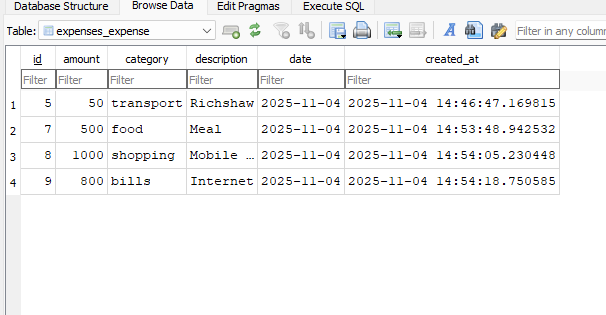 Database Structure Browse Data Edit Pragmas Execute SQL
Table: expenses_expense Filter in any colum
id amount category description date created_at
Filter Filter Filter Filter Filter Filter
1 5 50 transport Richshaw 2025-11-04 2025-11-04 14:46:47.169815
2 7 500 food Meal 2025-11-04 2025-11-04 14:53:48.942532
3 8 1000 shopping Mobile … 2025-11-04 2025-11-04 14:54:05.230448
4 9 800 bills Internet 2025-11-04 2025-11-04 14:54:18.750585